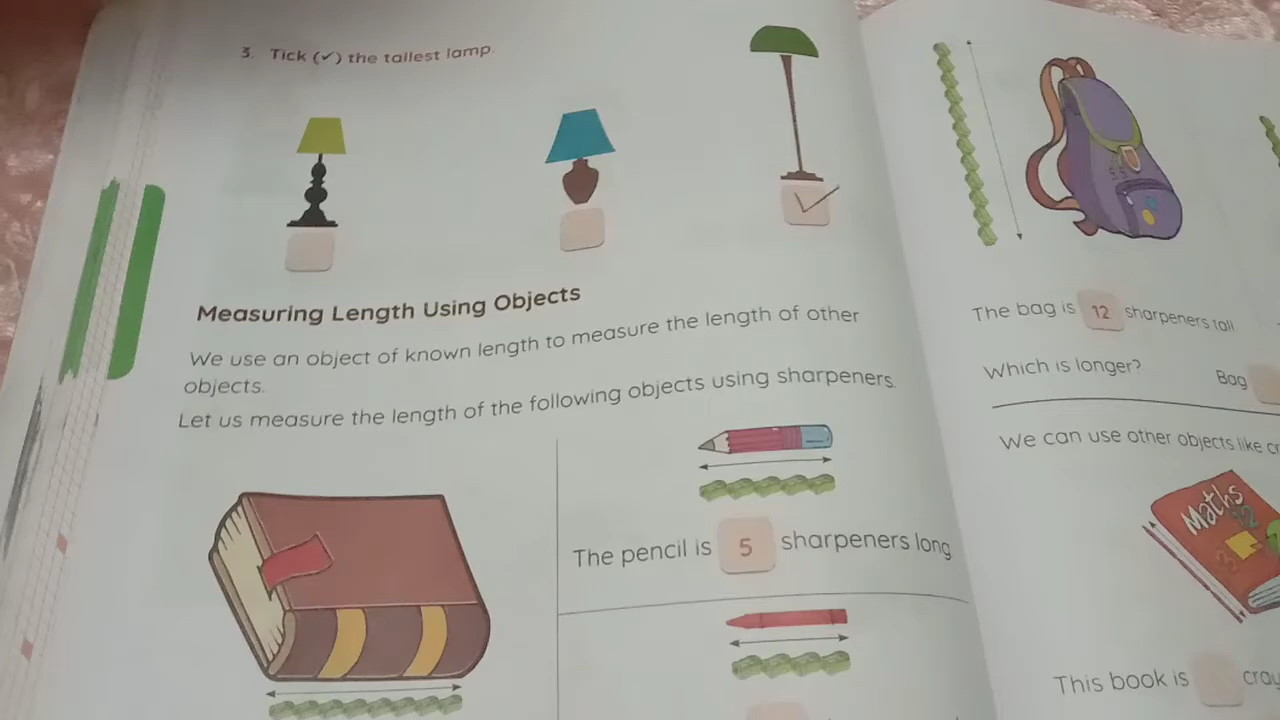 3. Tick (✓) the tallest lamp.
Measuring Length Using Objects
We use an object of known length to measure the length of other
objects.
Let us measure the length of the following objects using sharpeners.
The pencil is 5 sharpeners long
The bag is 12 sharpeners tall
Which is longer? Bag
We can use other objects like
Maths
12
3
This book is